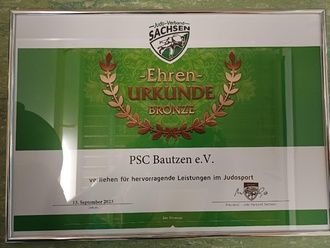 Judo-Verband
SACHSEN
-Ehren-
URKUNDE
BRONZE
PSC Bautzen e.V.
verliehen für hervorragende Leistungen im Judosport
13. September 2023